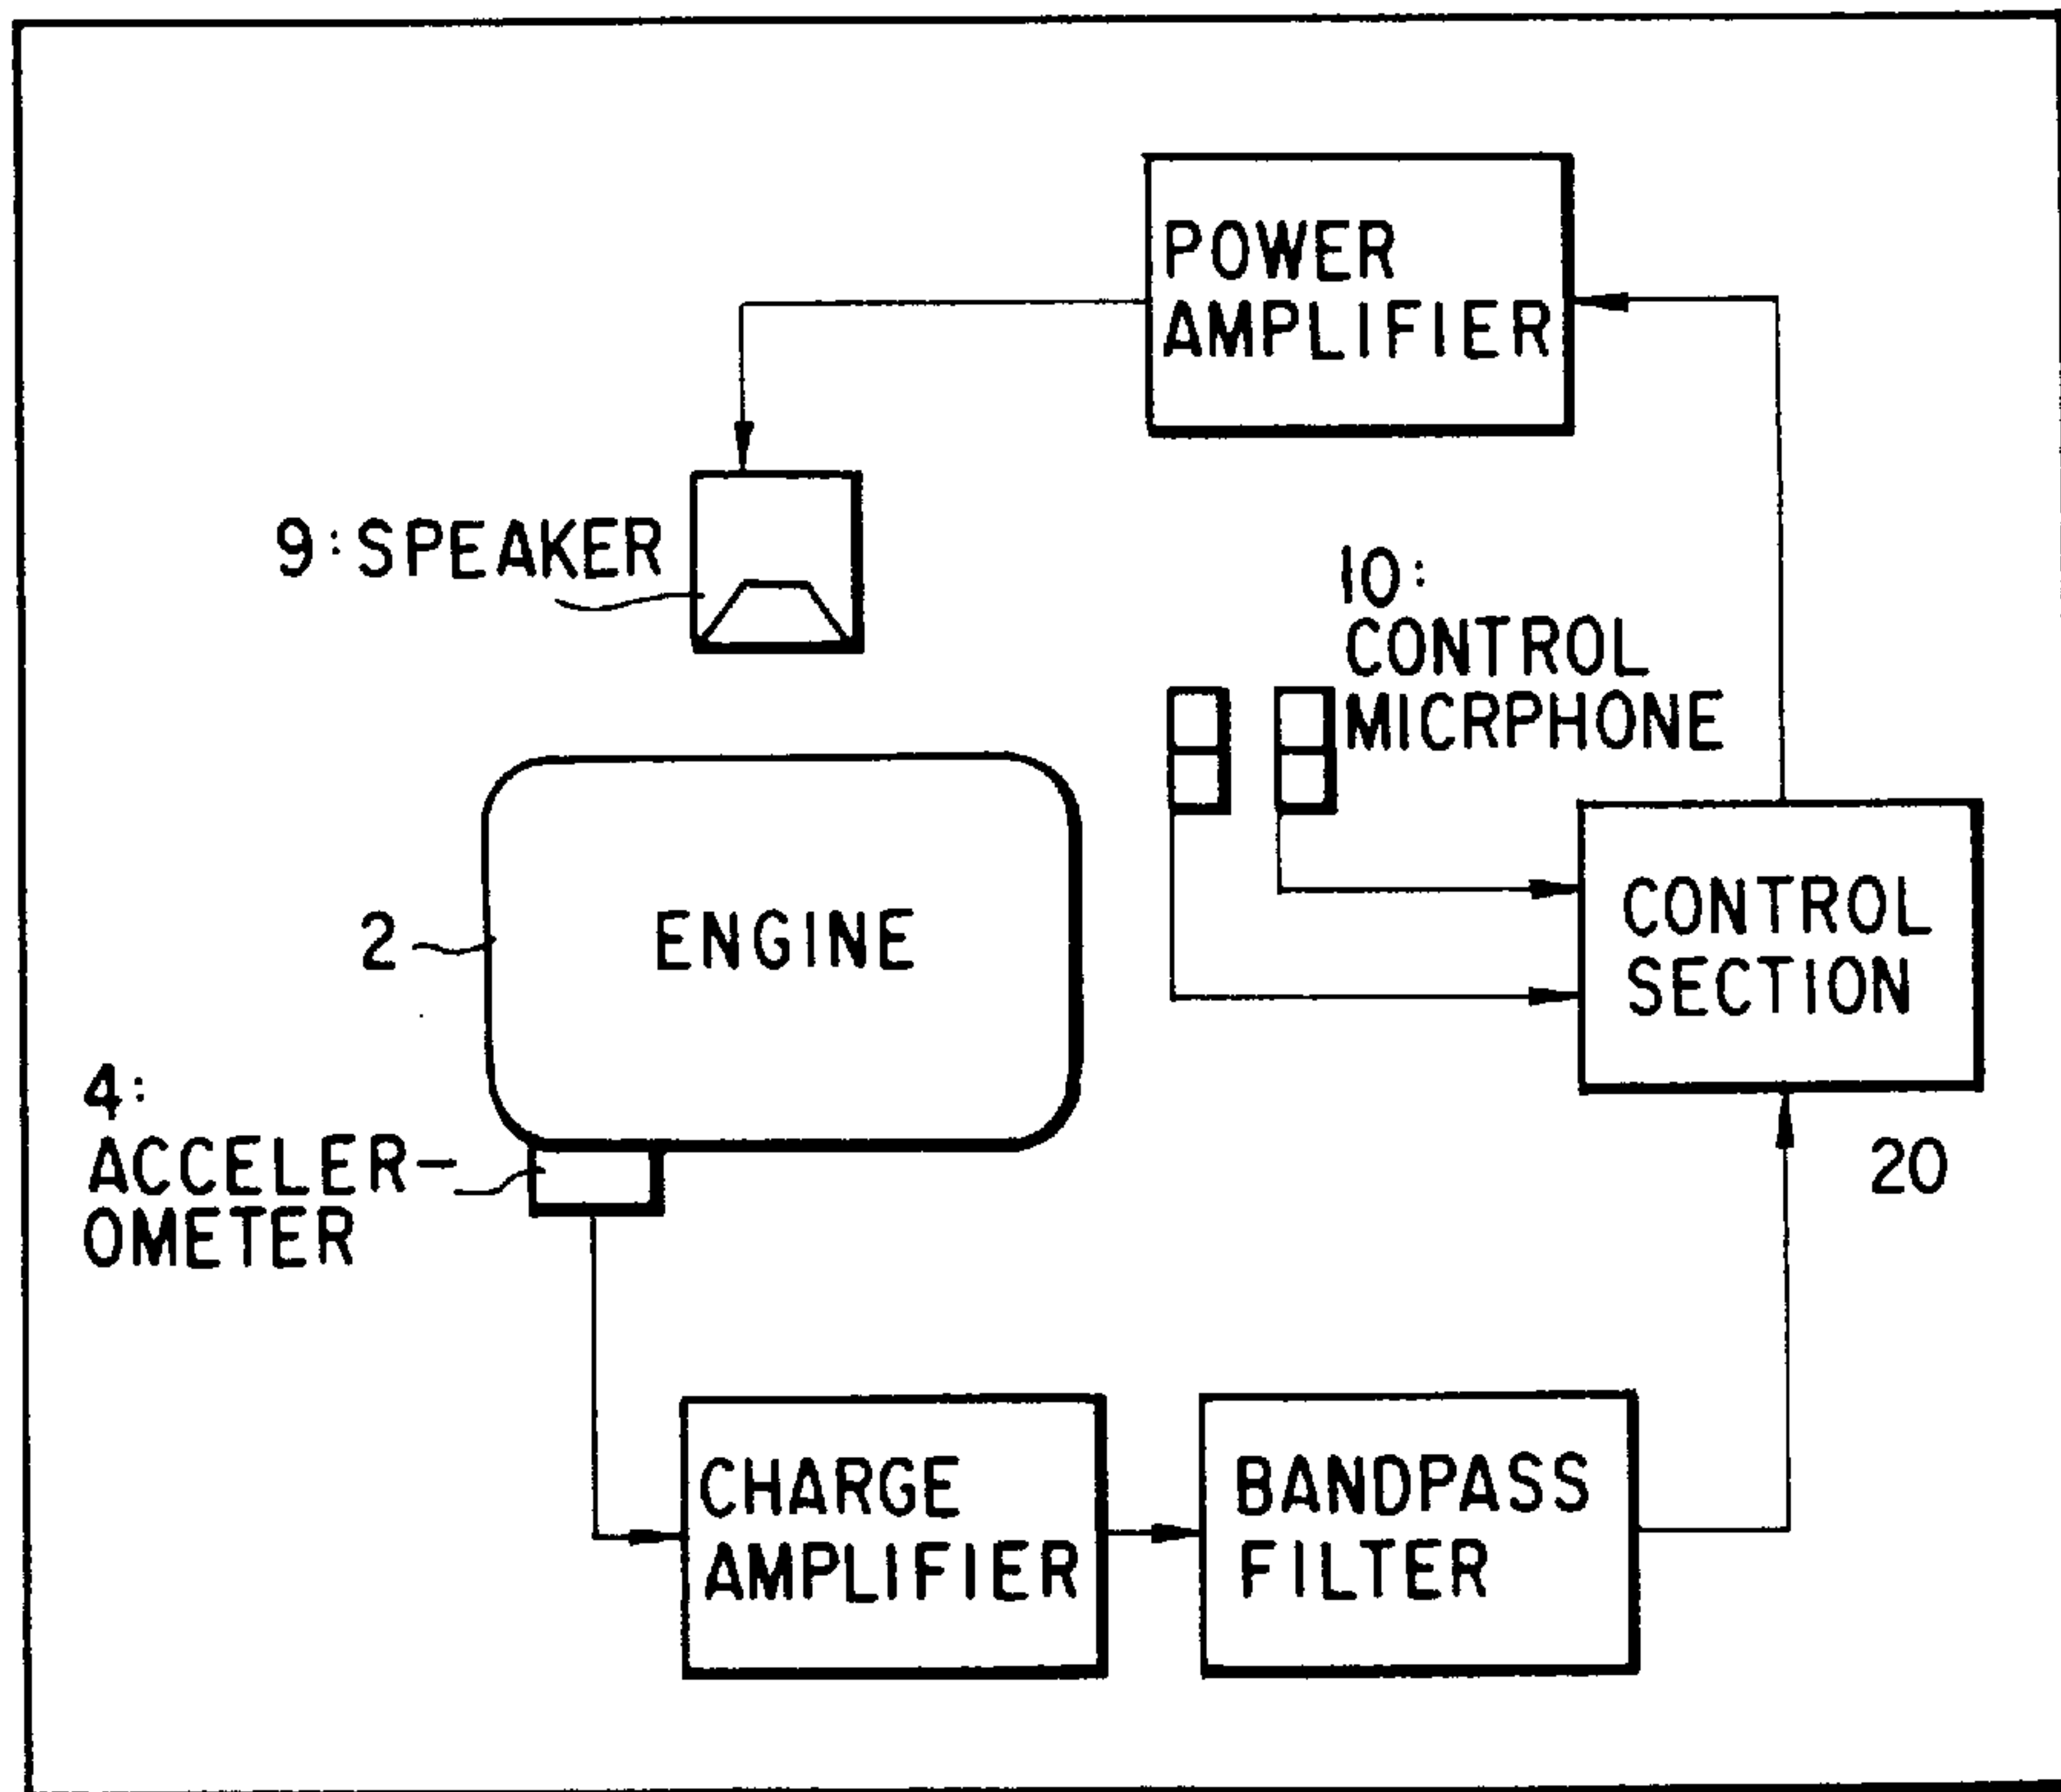 POWER
AMPLIFIER
9:SPEAKER
10:
CONTROL
MICRPHONE
2
ENGINE
CONTROL
SECTION
4:
ACCELER-
OMETER
20
CHARGE
AMPLIFIER
BANDPASS
FILTER